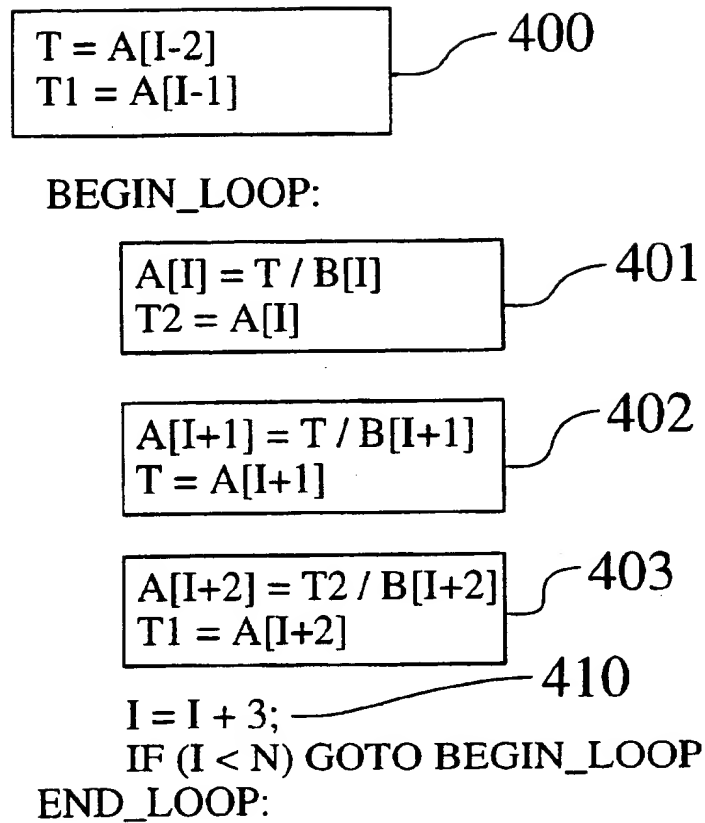 T = A[I-2]
T1 = A[I-1]
400
BEGIN_LOOP:
A[I] = T / B[I]
T2 = A[I]
401
A[I+1] = T / B[I+1]
T = A[I+1]
402
A[I+2] = T2 / B[I+2]
T1 = A[I+2]
403
I = I + 3;
410
IF (I < N) GOTO BEGIN_LOOP
END_LOOP: